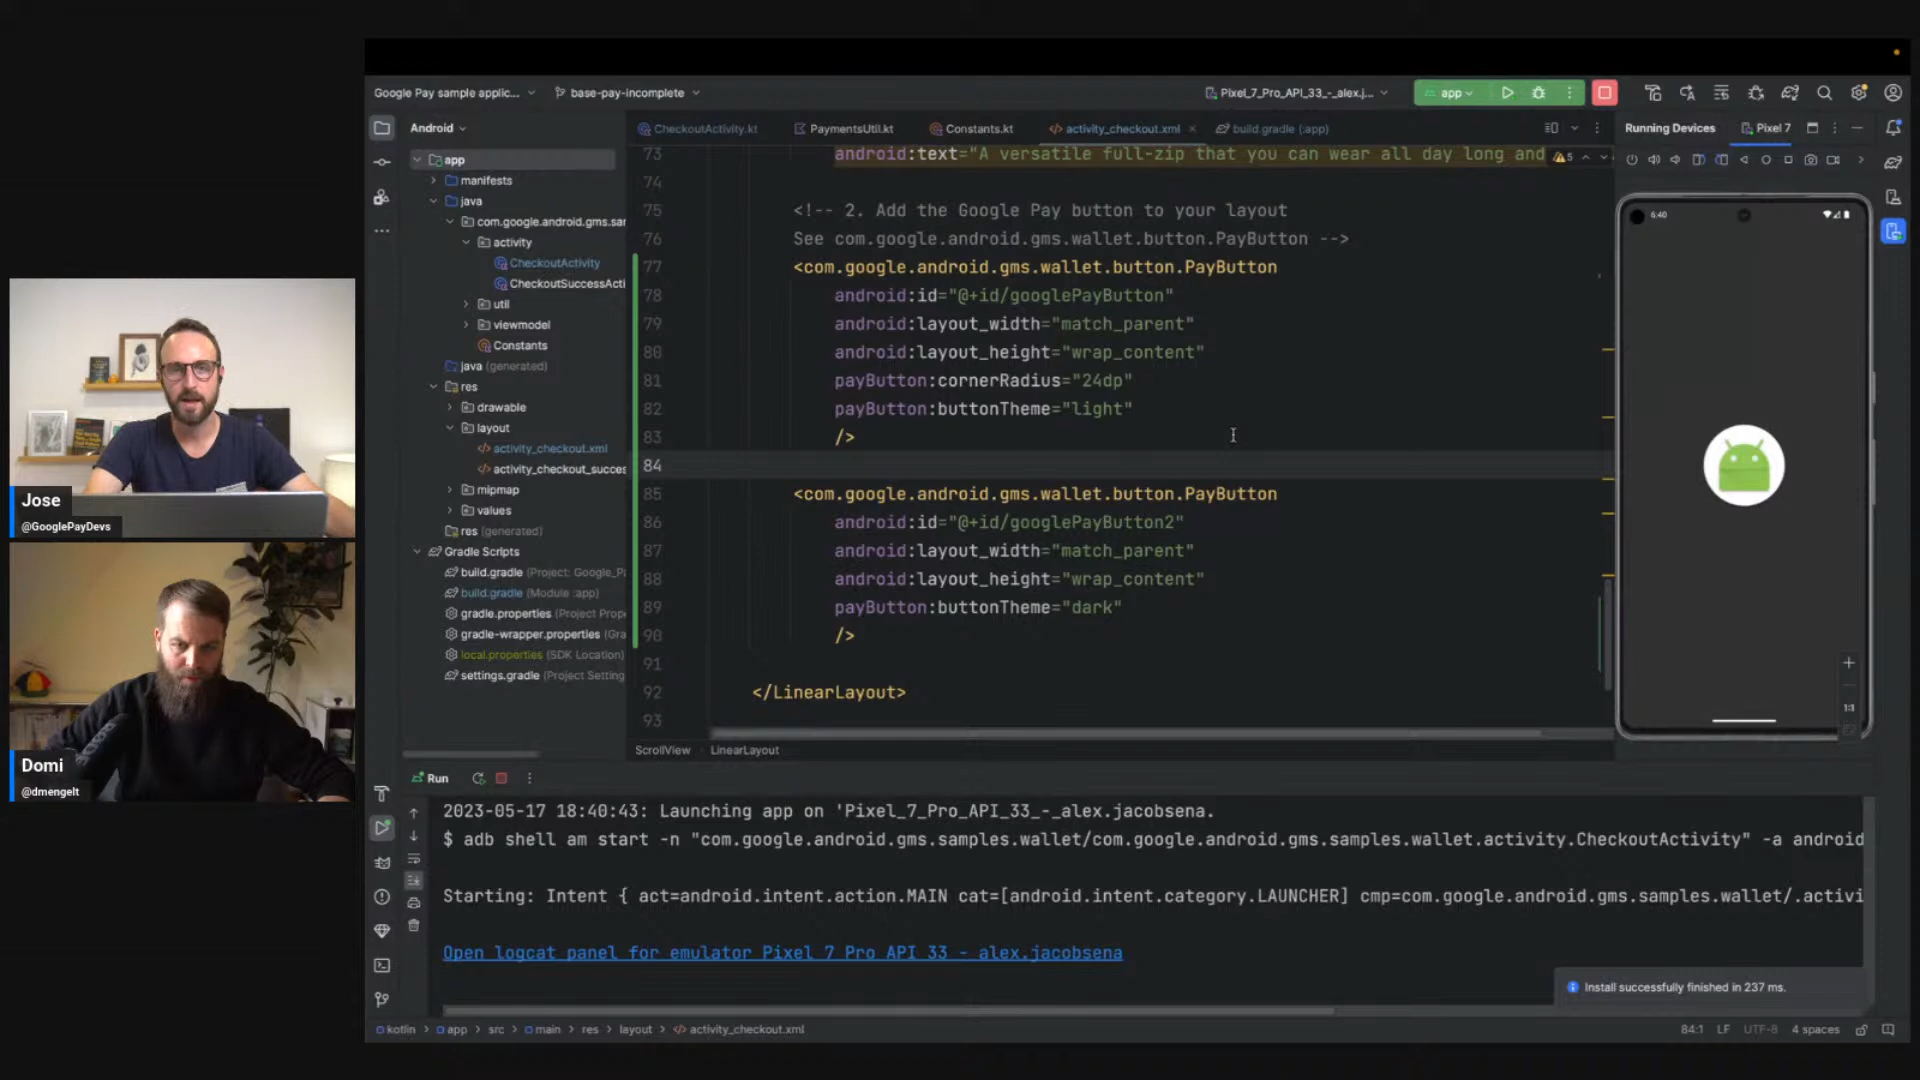 Google Pay sample applic...
base-pay-incomplete
Pixel_7_Pro_API_33_-_alex.j...
app
Android
CheckoutActivity.kt
PaymentsUtil.kt
Constants.kt
activity_checkout.xml
build.gradle (:app)
Running Devices
Pixel 7
app
manifests
java
com.google.android.gms.sa
activity
CheckoutActivity
CheckoutSuccessActi
util
viewmodel
Constants
java (generated)
res
drawable
layout
activity_checkout.xml
activity_checkout_succes
mipmap
values
res (generated)
Gradle Scripts
build.gradle (Project: Google_Pa
build.gradle (Module :app)
gradle.properties (Project Prope
gradle-wrapper.properties (Gra
local.properties (SDK Location)
settings.gradle (Project Setting
73 android:text="A versatile full-zip that you can wear all day long and
5
74
75 <!-- 2. Add the Google Pay button to your layout
76 See com.google.android.gms.wallet.button.PayButton -->
77 <com.google.android.gms.wallet.button.PayButton
78 android:id="@+id/googlePayButton"
79 android:layout_width="match_parent"
80 android:layout_height="wrap_content"
81 payButton:cornerRadius="24dp"
82 payButton:buttonTheme="light"
83 />
84
85 <com.google.android.gms.wallet.button.PayButton
86 android:id="@+id/googlePayButton2"
87 android:layout_width="match_parent"
88 android:layout_height="wrap_content"
89 payButton:buttonTheme="dark"
90 />
91
92 </LinearLayout>
93
ScrollView
LinearLayout
6:40
1:1
Jose
@GooglePayDevs
Domi
@dmengelt
Run
2023-05-17 18:40:43: Launching app on 'Pixel_7_Pro_API_33_-_alex.jacobsena.
$ adb shell am start -n "com.google.android.gms.samples.wallet/com.google.android.gms.samples.wallet.activity.CheckoutActivity" -a android
Starting: Intent { act=android.intent.action.MAIN cat=[android.intent.category.LAUNCHER] cmp=com.google.android.gms.samples.wallet/.activi
Open logcat panel for emulator Pixel 7 Pro API 33 - alex.jacobsena
Install successfully finished in 237 ms.
kotlin
app
src
main
res
layout
activity_checkout.xml
84:1
LF
UTF-8
4 spaces